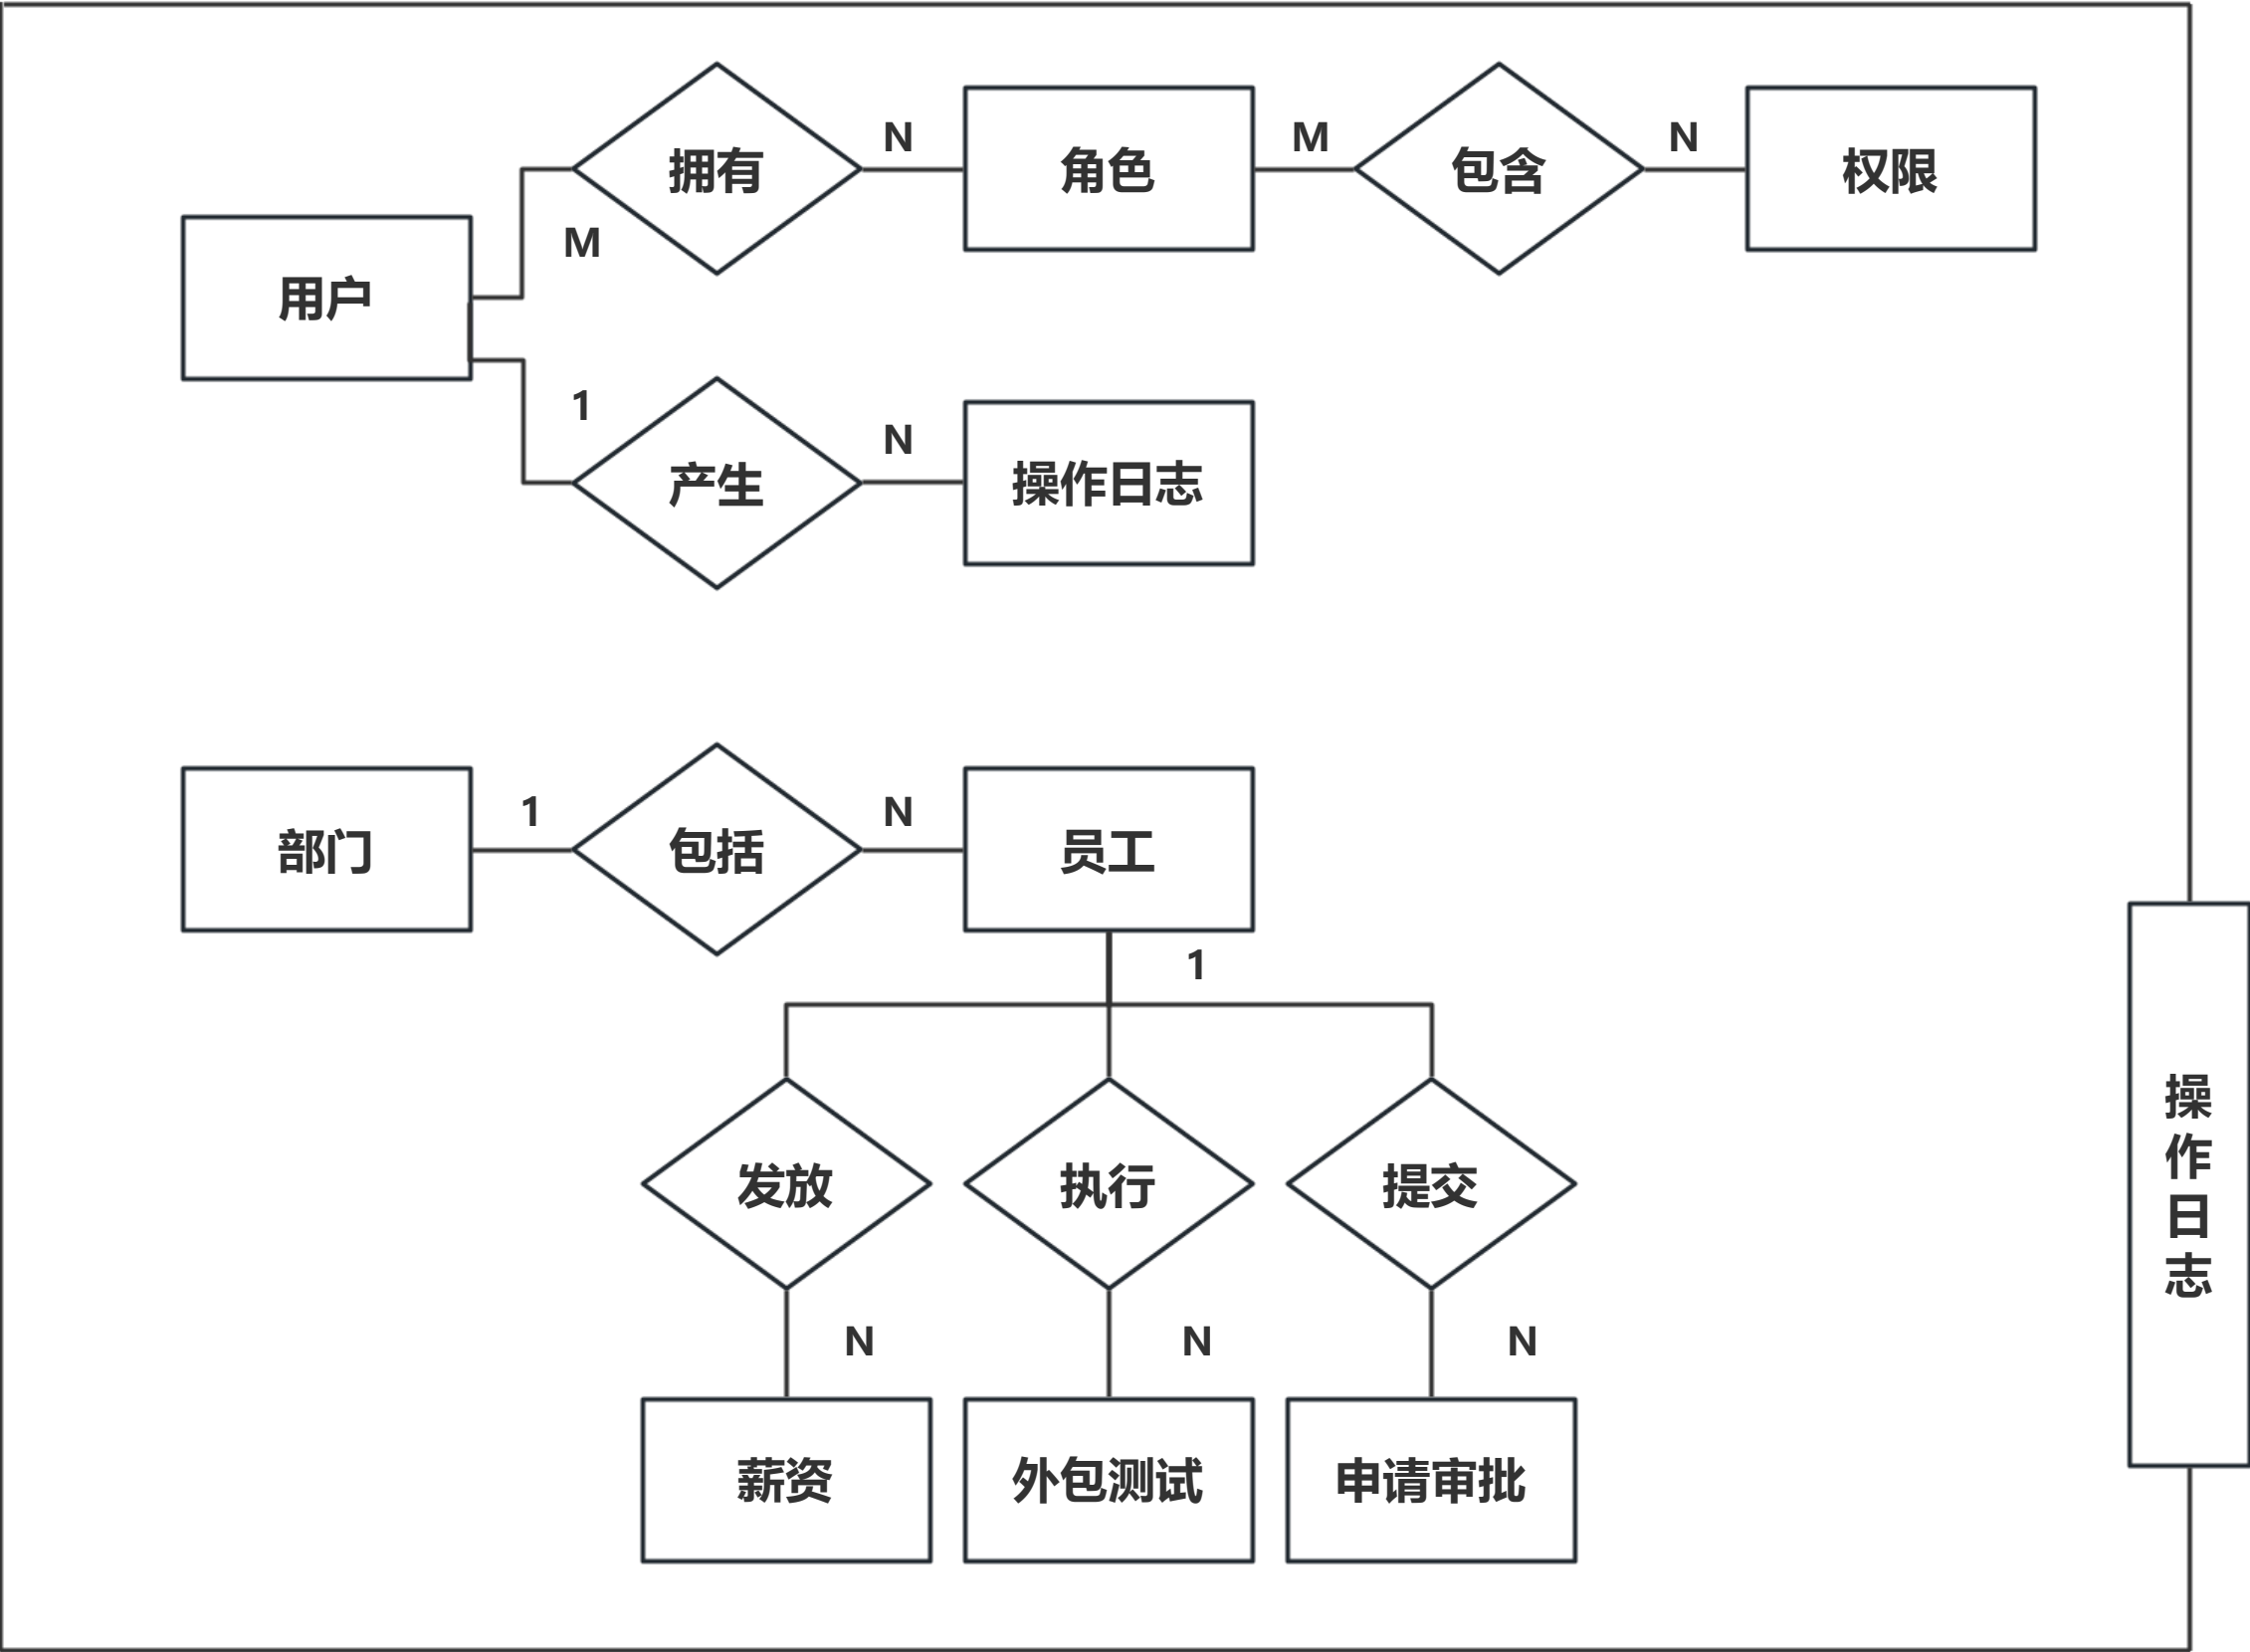 拥有
N
角色
M
包含
N
权限
M
用户
1
产生
N
操作日志
部门
1
包括
N
员工
1
发放
执行
提交
操
作
日
志
N
N
N
薪资
外包测试
申请审批